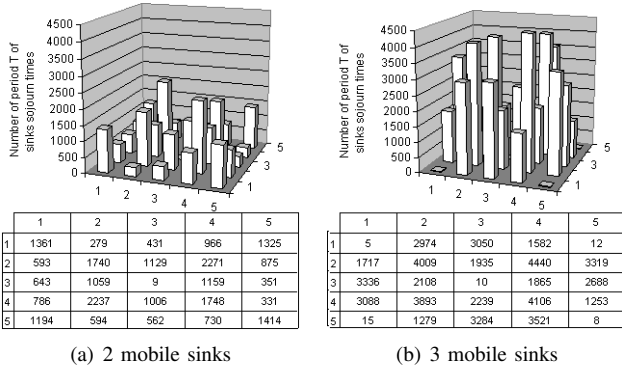 Number of period T of
sinks sojourn times
4500
4000
3500
3000
2500
2000
1500
1000
500
0
1 2 3 4 5
1 3 5
1 2 3 4 5
1 1361 279 431 966 1325
2 593 1740 1129 2271 875
3 643 1059 9 1159 351
4 786 2237 1006 1748 331
5 1194 594 562 730 1414
(a) 2 mobile sinks
Number of period T of
sinks sojourn times
4500
4000
3500
3000
2500
2000
1500
1000
500
0
1 2 3 4 5
1 3 5
1 2 3 4 5
1 5 2974 3050 1582 12
2 1717 4009 1935 4440 3319
3 3336 2108 10 1865 2688
4 3088 3893 2239 4106 1253
5 15 1279 3284 3521 8
(b) 3 mobile sinks